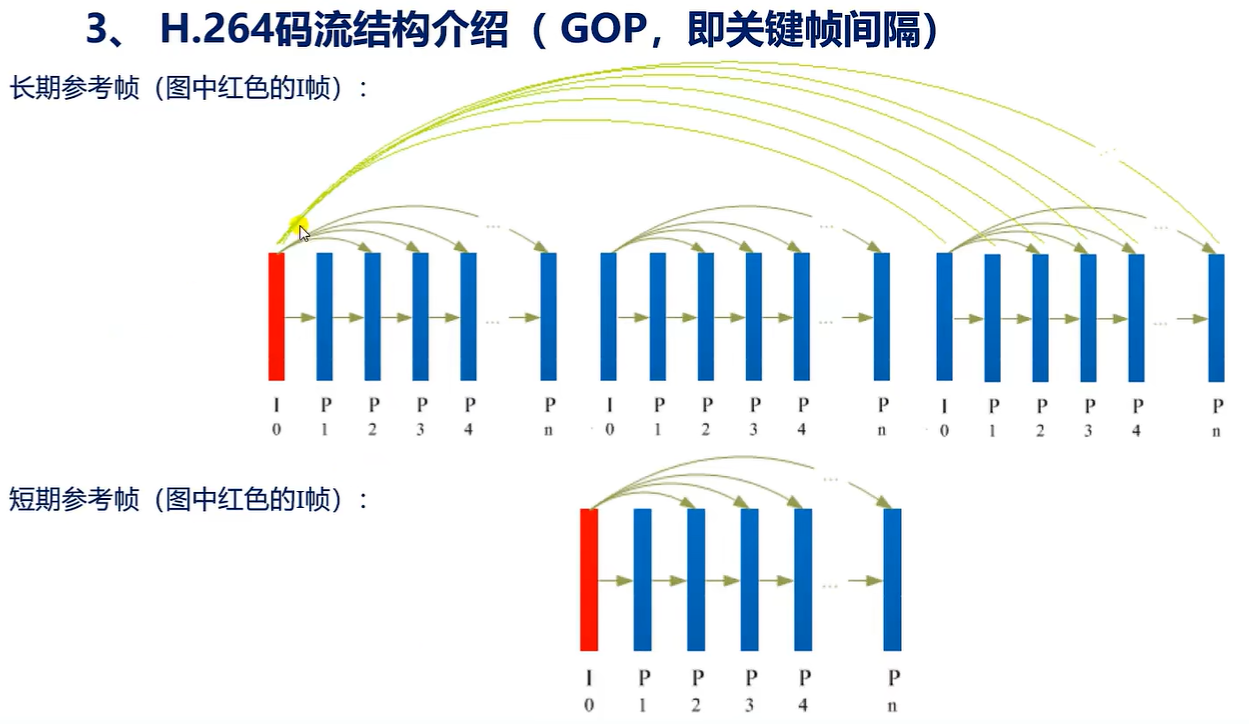 3、 H.264码流结构介绍（ GOP，即关键帧间隔）
长期参考帧（图中红色的I帧）：
... ... ... ...
... ... ...
I P P P P P I P P P P P I P P P P P
0 1 2 3 4 n 0 1 2 3 4 n 0 1 2 3 4 n
短期参考帧（图中红色的I帧）：
...
...
I P P P P P
0 1 2 3 4 n